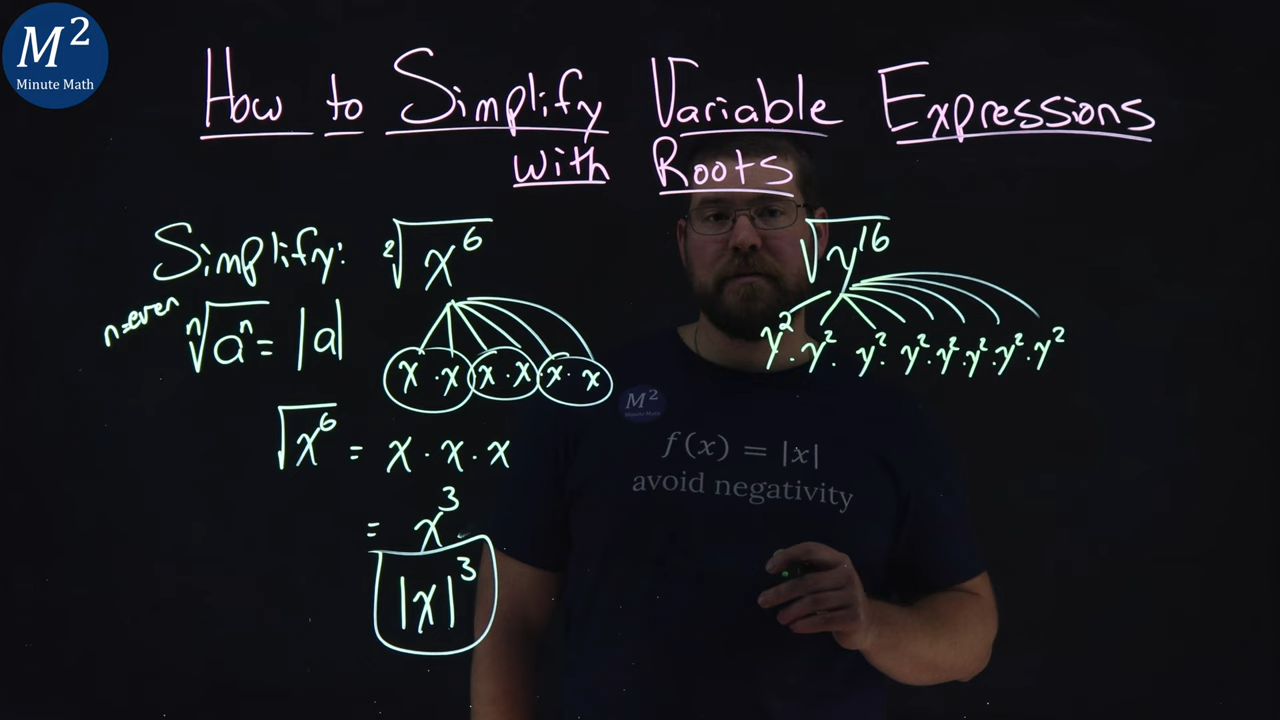 M²
Minute Math
How to Simplify Variable Expressions
with Roots
Simplify: ²√x⁶
√y¹⁶
n=even
ⁿ√aⁿ = |a|
y² · y² · y² · y² · y² · y² · y² · y²
x · x x · x x · x
M²
Minute Math
√x⁶ = x · x · x
f(x) = |x|
avoid negativity
= x³
|x|³